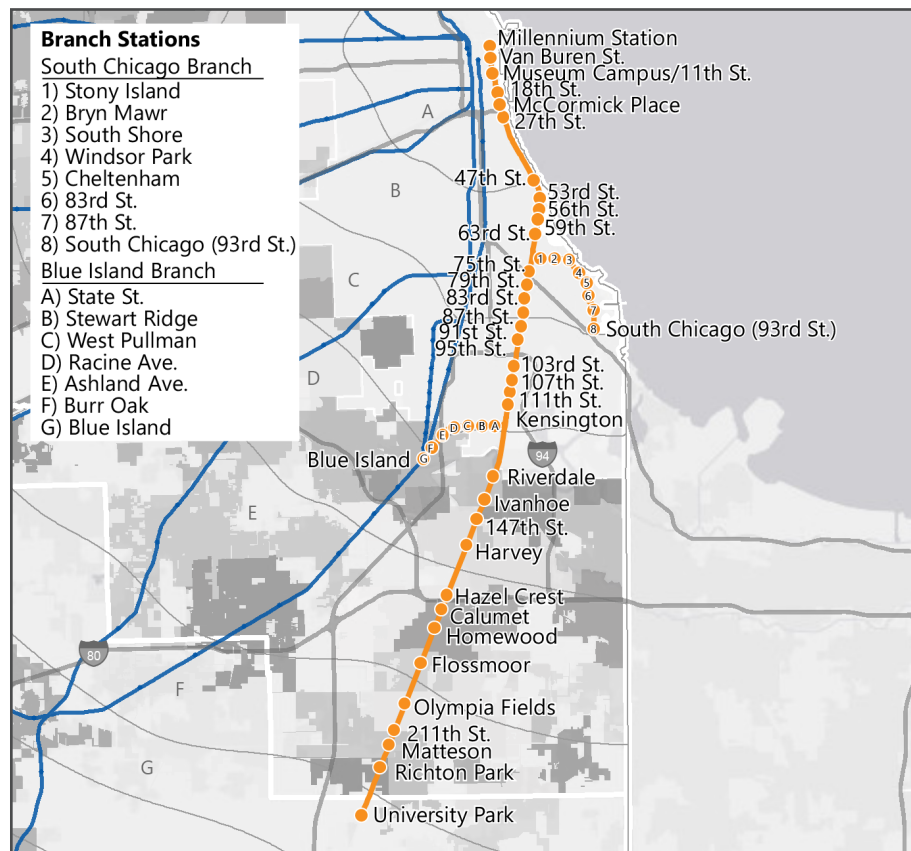 Branch Stations
South Chicago Branch
1) Stony Island
2) Bryn Mawr
3) South Shore
4) Windsor Park
5) Cheltenham
6) 83rd St.
7) 87th St.
8) South Chicago (93rd St.)
Blue Island Branch
A) State St.
B) Stewart Ridge
C) West Pullman
D) Racine Ave.
E) Ashland Ave.
F) Burr Oak
G) Blue Island
Millennium Station
Van Buren St.
Museum Campus/11th St.
18th St.
McCormick Place
27th St.
A
47th St.
B
53rd St.
56th St.
59th St.
63rd St.
75th St.
1 2 3
4
5
6
7
8
C
79th St.
83rd St.
87th St.
91st St.
95th St.
South Chicago (93rd St.)
103rd St.
D
107th St.
111th St.
Kensington
G F E D C B A
Blue Island
94
Riverdale
Ivanhoe
E
147th St.
Harvey
Hazel Crest
Calumet
Homewood
80
Flossmoor
F
Olympia Fields
211th St.
Matteson
G
Richton Park
University Park